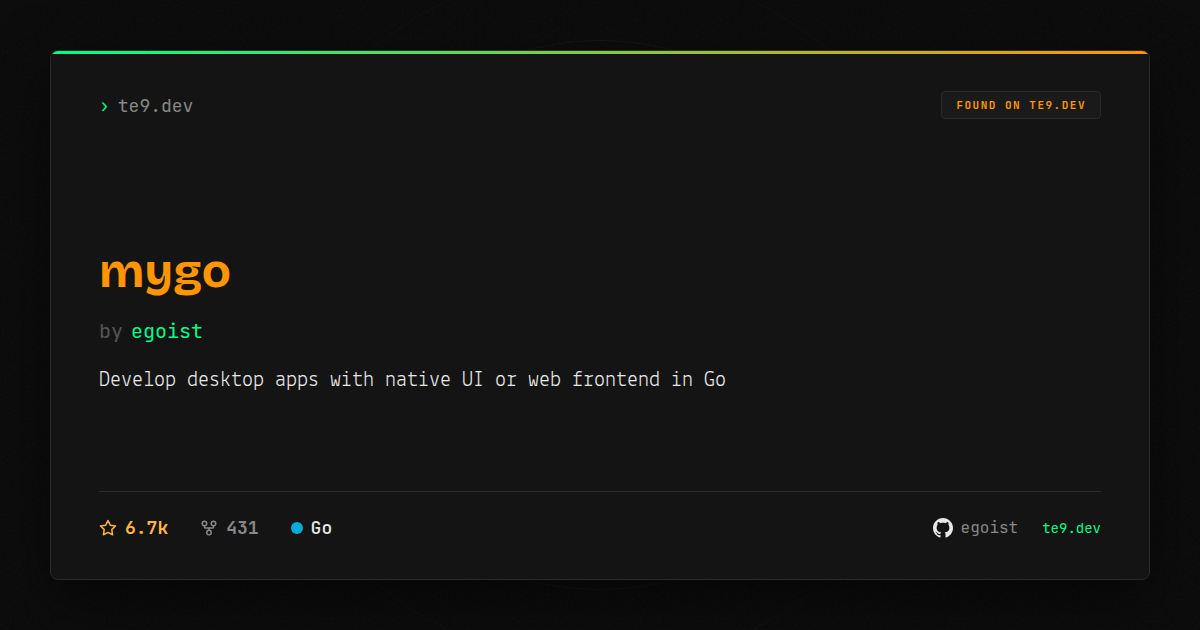 › te9.dev
FOUND ON TE9.DEV
mygo
by egoist
Develop desktop apps with native UI or web frontend in Go
6.7k 431 Go
egoist te9.dev